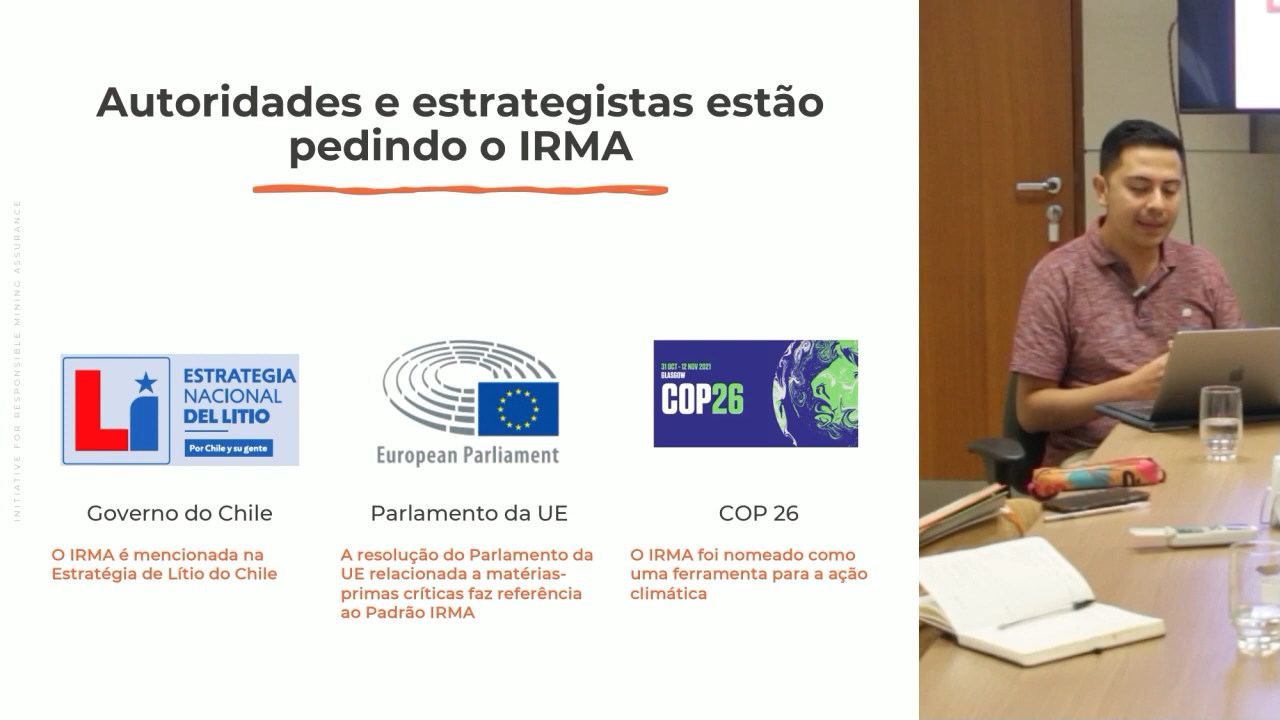 Autoridades e estrategistas estão
pedindo o IRMA
INITIATIVE FOR RESPONSIBLE MINING ASSURANCE
Li
ESTRATEGIA
NACIONAL
DEL LITIO
Por Chile y su gente
European Parliament
31 OCT - 12 NOV 2021
GLASGOW
COP26
Governo do Chile
Parlamento da UE
COP 26
O IRMA é mencionada na
Estratégia de Lítio do Chile
A resolução do Parlamento da
UE relacionada a matérias-
primas críticas faz referência
ao Padrão IRMA
O IRMA foi nomeado como
uma ferramenta para a ação
climática